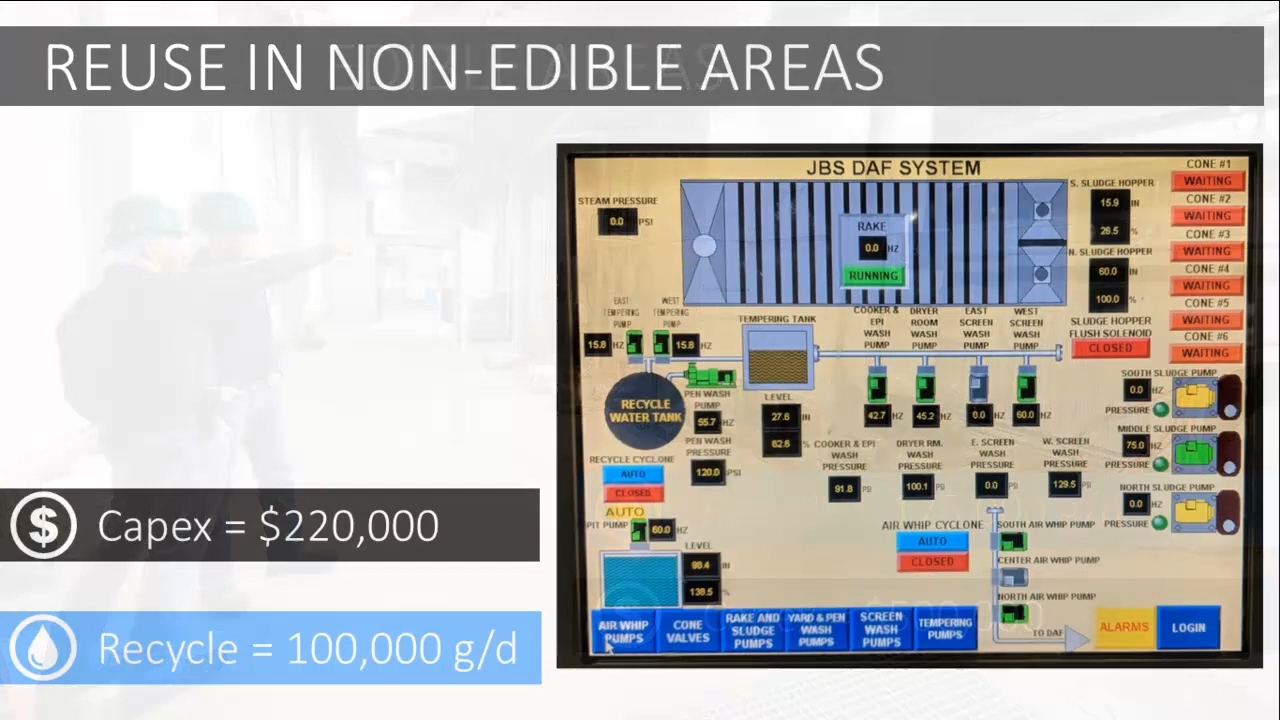 REUSE IN NON-EDIBLE AREAS
JBS DAF SYSTEM
STEAM PRESSURE
0.0 PSI
RAKE
0.0 HZ
RUNNING
S. SLUDGE HOPPER
15.9 IN
26.5 %
N. SLUDGE HOPPER
60.0 IN
100.0 %
SLUDGE HOPPER
FLUSH SOLENOID
CLOSED
CONE #1
WAITING
CONE #2
WAITING
CONE #3
WAITING
CONE #4
WAITING
CONE #5
WAITING
CONE #6
WAITING
EAST
TEMPERING
PUMP
15.8 HZ
WEST
TEMPERING
PUMP
15.8 HZ
TEMPERING TANK
COOKER &
EPI
WASH
PUMP
DRYER
ROOM
WASH
PUMP
EAST
SCREEN
WASH
PUMP
WEST
SCREEN
WASH
PUMP
RECYCLE
WATER TANK
PEN WASH
PUMP
55.7 HZ
PEN WASH
PRESSURE
120.0 PSI
LEVEL
27.6 IN
62.6 %
42.7 HZ
45.2 HZ
0.0 HZ
60.0 HZ
COOKER & EPI
WASH
PRESSURE
91.8
DRYER RM.
WASH
PRESSURE
100.1
E. SCREEN
WASH
PRESSURE
0.0
W. SCREEN
WASH
PRESSURE
129.5
SOUTH SLUDGE PUMP
0.0 HZ
PRESSURE
MIDDLE SLUDGE PUMP
75.0 HZ
PRESSURE
NORTH SLUDGE PUMP
0.0 HZ
PRESSURE
RECYCLE CYCLONE
AUTO
CLOSED
AUTO
PIT PUMP 60.0 HZ
LEVEL
98.4 IN
139.5 %
AIR WHIP CYCLONE
AUTO
CLOSED
SOUTH AIR WHIP PUMP
CENTER AIR WHIP PUMP
NORTH AIR WHIP PUMP
TO DAF
AIR WHIP
PUMPS
CONE
VALVES
RAKE AND
SLUDGE
PUMPS
YARD & PEN
WASH
PUMPS
SCREEN
WASH
PUMPS
TEMPERING
PUMPS
ALARMS
LOGIN
$ Capex = $220,000
Recycle = 100,000 g/d